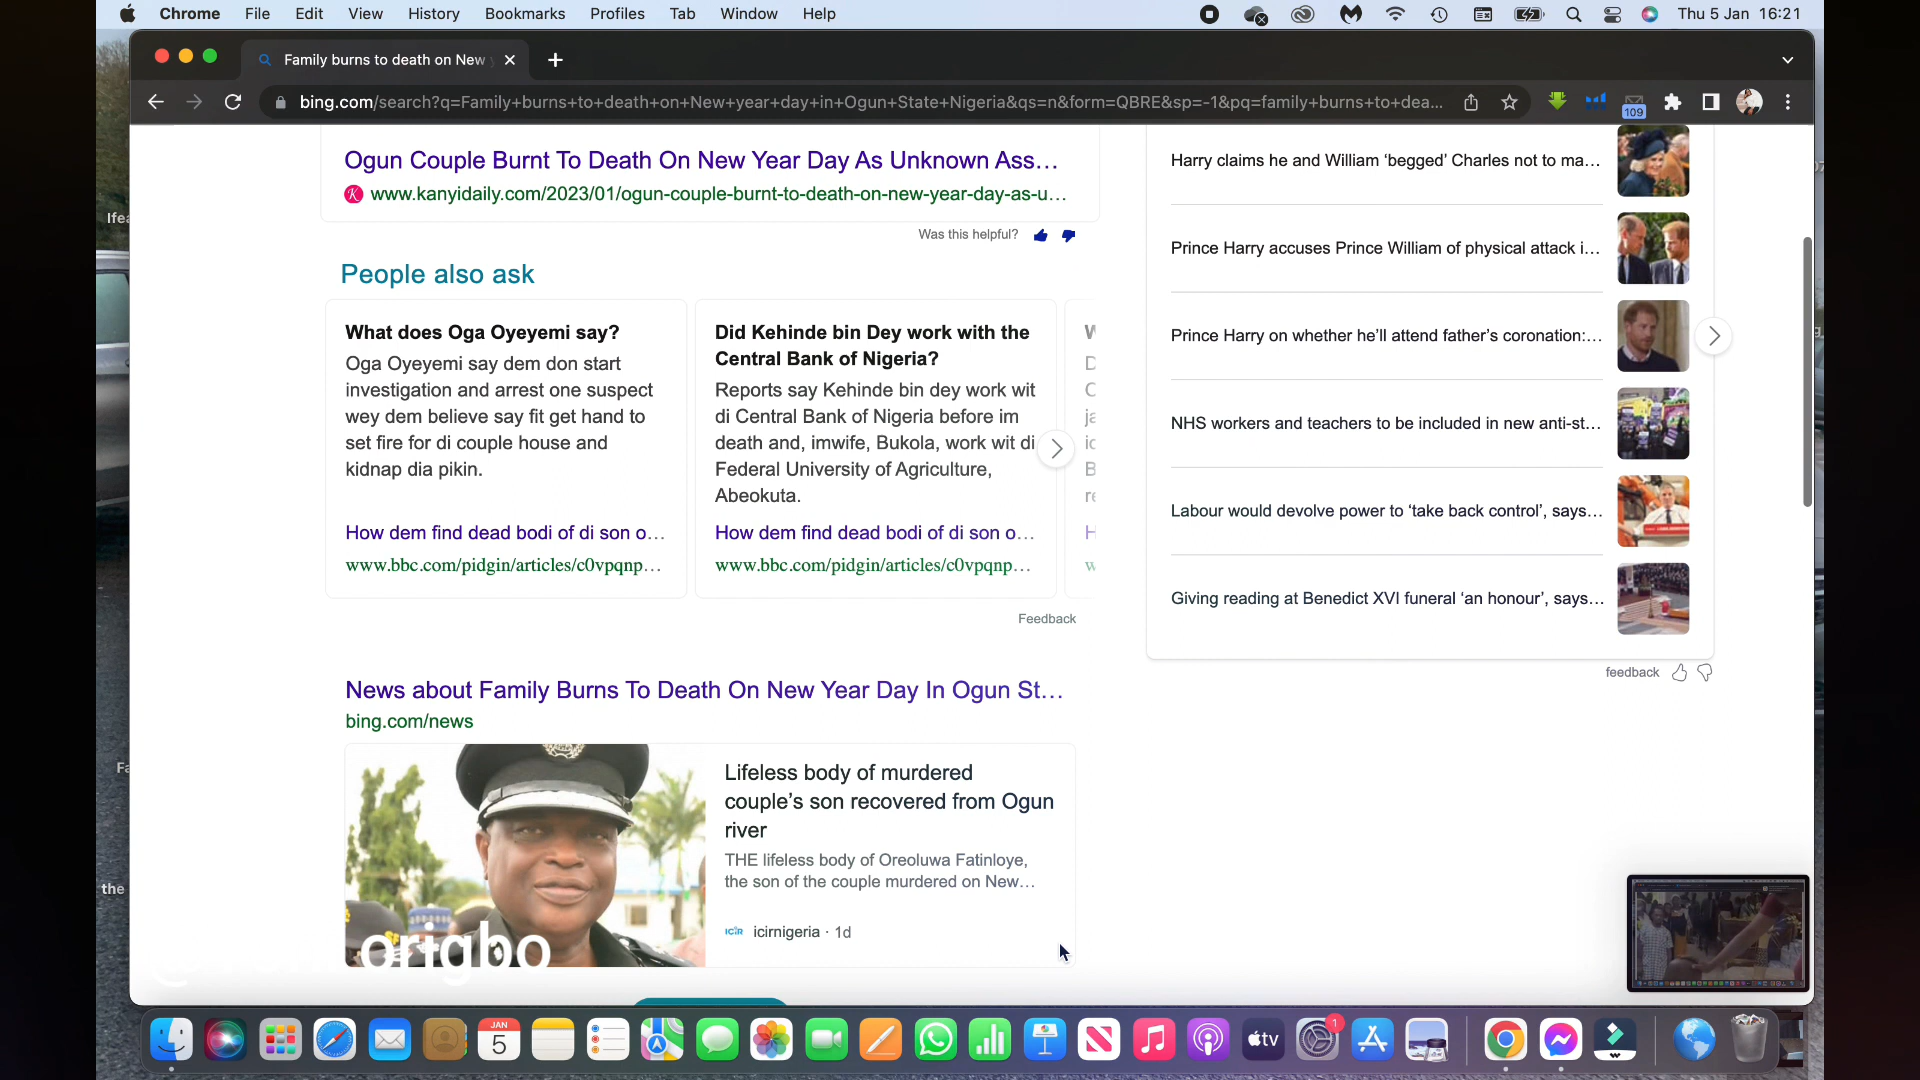 Chrome File Edit View History Bookmarks Profiles Tab Window Help
Thu 5 Jan 16:21
Family burns to death on New
bing.com/search?q=Family+burns+to+death+on+New+year+day+in+Ogun+State+Nigeria&qs=n&form=QBRE&sp=-1&pq=family+burns+to+dea...
109
Ogun Couple Burnt To Death On New Year Day As Unknown Ass...
www.kanyidaily.com/2023/01/ogun-couple-burnt-to-death-on-new-year-day-as-u...
Was this helpful?
People also ask
What does Oga Oyeyemi say?
Oga Oyeyemi say dem don start
investigation and arrest one suspect
wey dem believe say fit get hand to
set fire for di couple house and
kidnap dia pikin.
How dem find dead bodi of di son o...
www.bbc.com/pidgin/articles/c0vpqnp...
Did Kehinde bin Dey work with the
Central Bank of Nigeria?
Reports say Kehinde bin dey work wit
di Central Bank of Nigeria before im
death and, imwife, Bukola, work wit di
Federal University of Agriculture,
Abeokuta.
How dem find dead bodi of di son o...
www.bbc.com/pidgin/articles/c0vpqnp...
Feedback
News about Family Burns To Death On New Year Day In Ogun St...
bing.com/news
Lifeless body of murdered
couple's son recovered from Ogun
river
THE lifeless body of Oreoluwa Fatinloye,
the son of the couple murdered on New...
ICIR icirnigeria · 1d
origbo
Harry claims he and William ‘begged’ Charles not to ma...
Prince Harry accuses Prince William of physical attack i...
Prince Harry on whether he’ll attend father’s coronation:...
NHS workers and teachers to be included in new anti-st...
Labour would devolve power to ‘take back control’, says...
Giving reading at Benedict XVI funeral ‘an honour’, says...
feedback
Ifea
Fa
the
JAN
5
tv
1